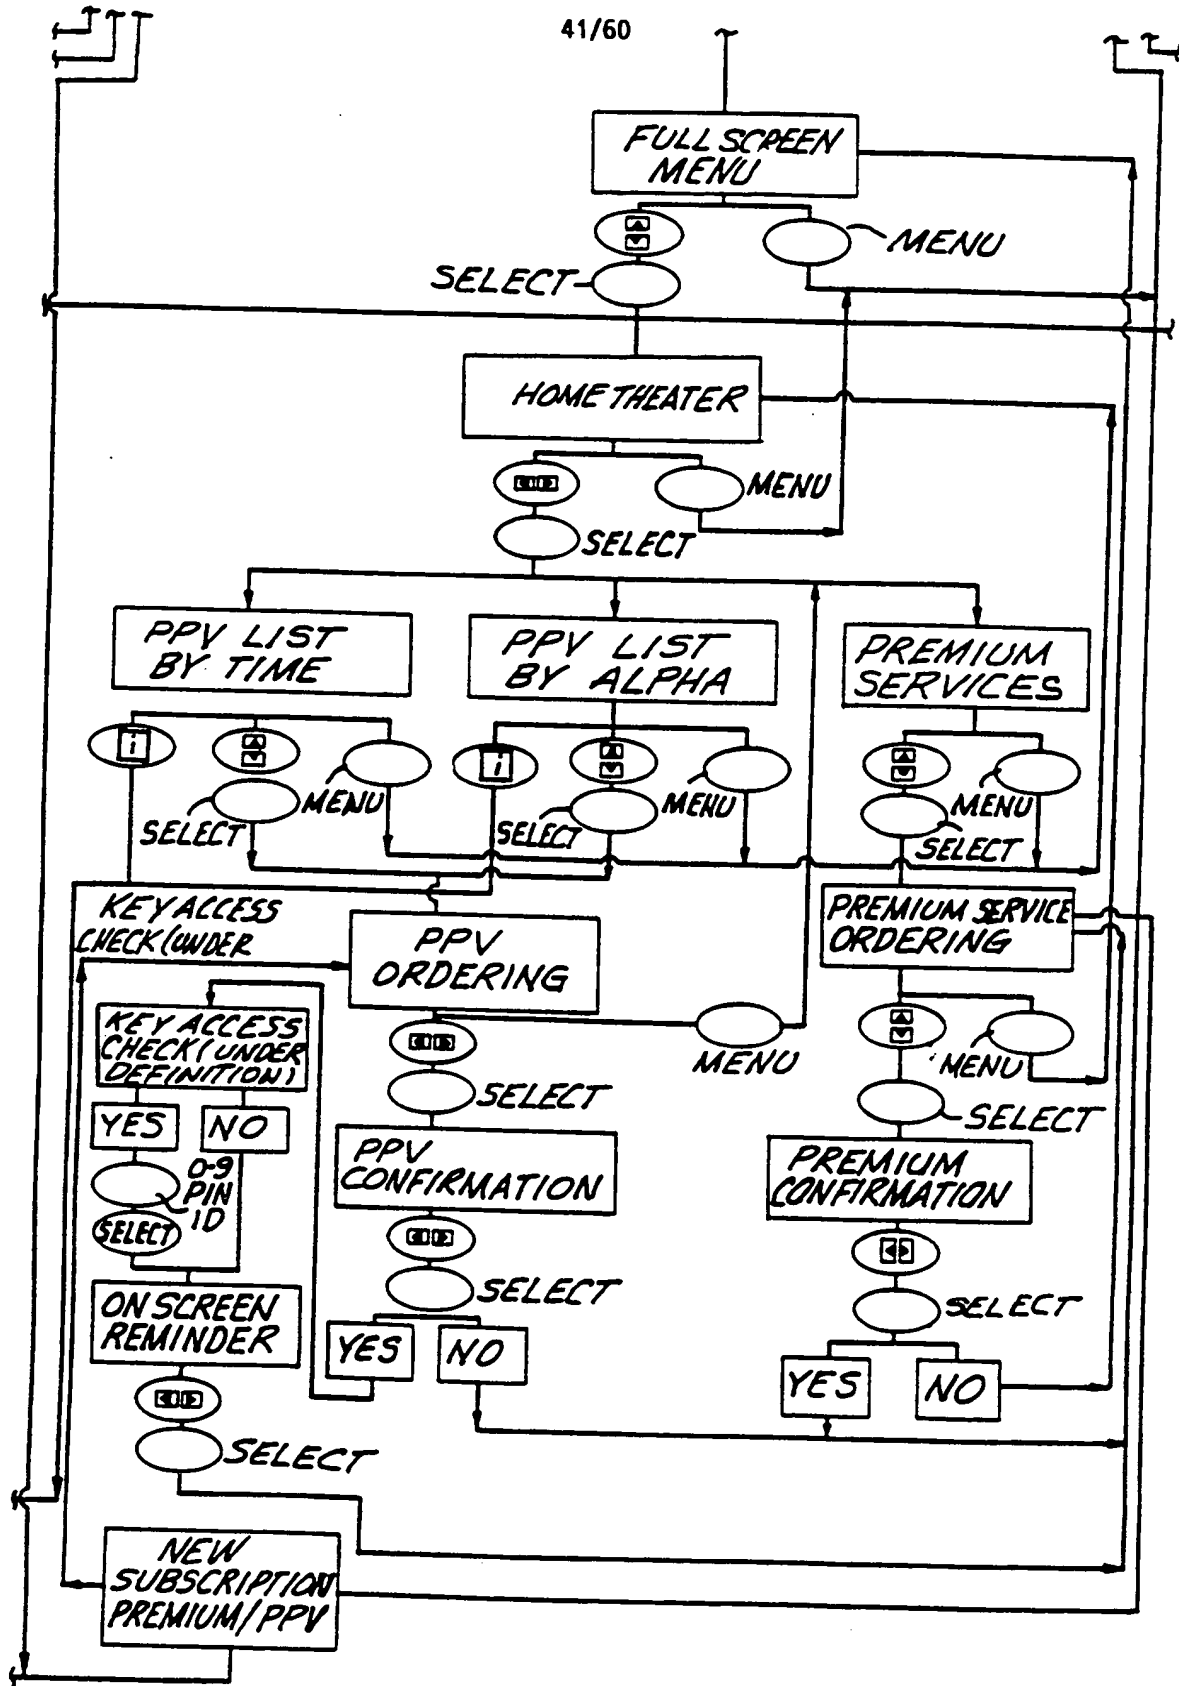 41/60
FULL SCREEN
MENU
MENU
SELECT
HOME THEATER
MENU
SELECT
PPV LIST
BY TIME
PPV LIST
BY ALPHA
PREMIUM
SERVICES
i
SELECT
MENU
i
SELECT
MENU
MENU
SELECT
KEY ACCESS
CHECK (UNDER
PPV
ORDERING
PREMIUM SERVICE
ORDERING
KEY ACCESS
CHECK (UNDER
DEFINITION)
MENU
MENU
SELECT
SELECT
YES
NO
0-9
PIN
ID
SELECT
PPV
CONFIRMATION
PREMIUM
CONFIRMATION
SELECT
SELECT
ON SCREEN
REMINDER
YES
NO
YES
NO
SELECT
NEW
SUBSCRIPTION
PREMIUM/PPV